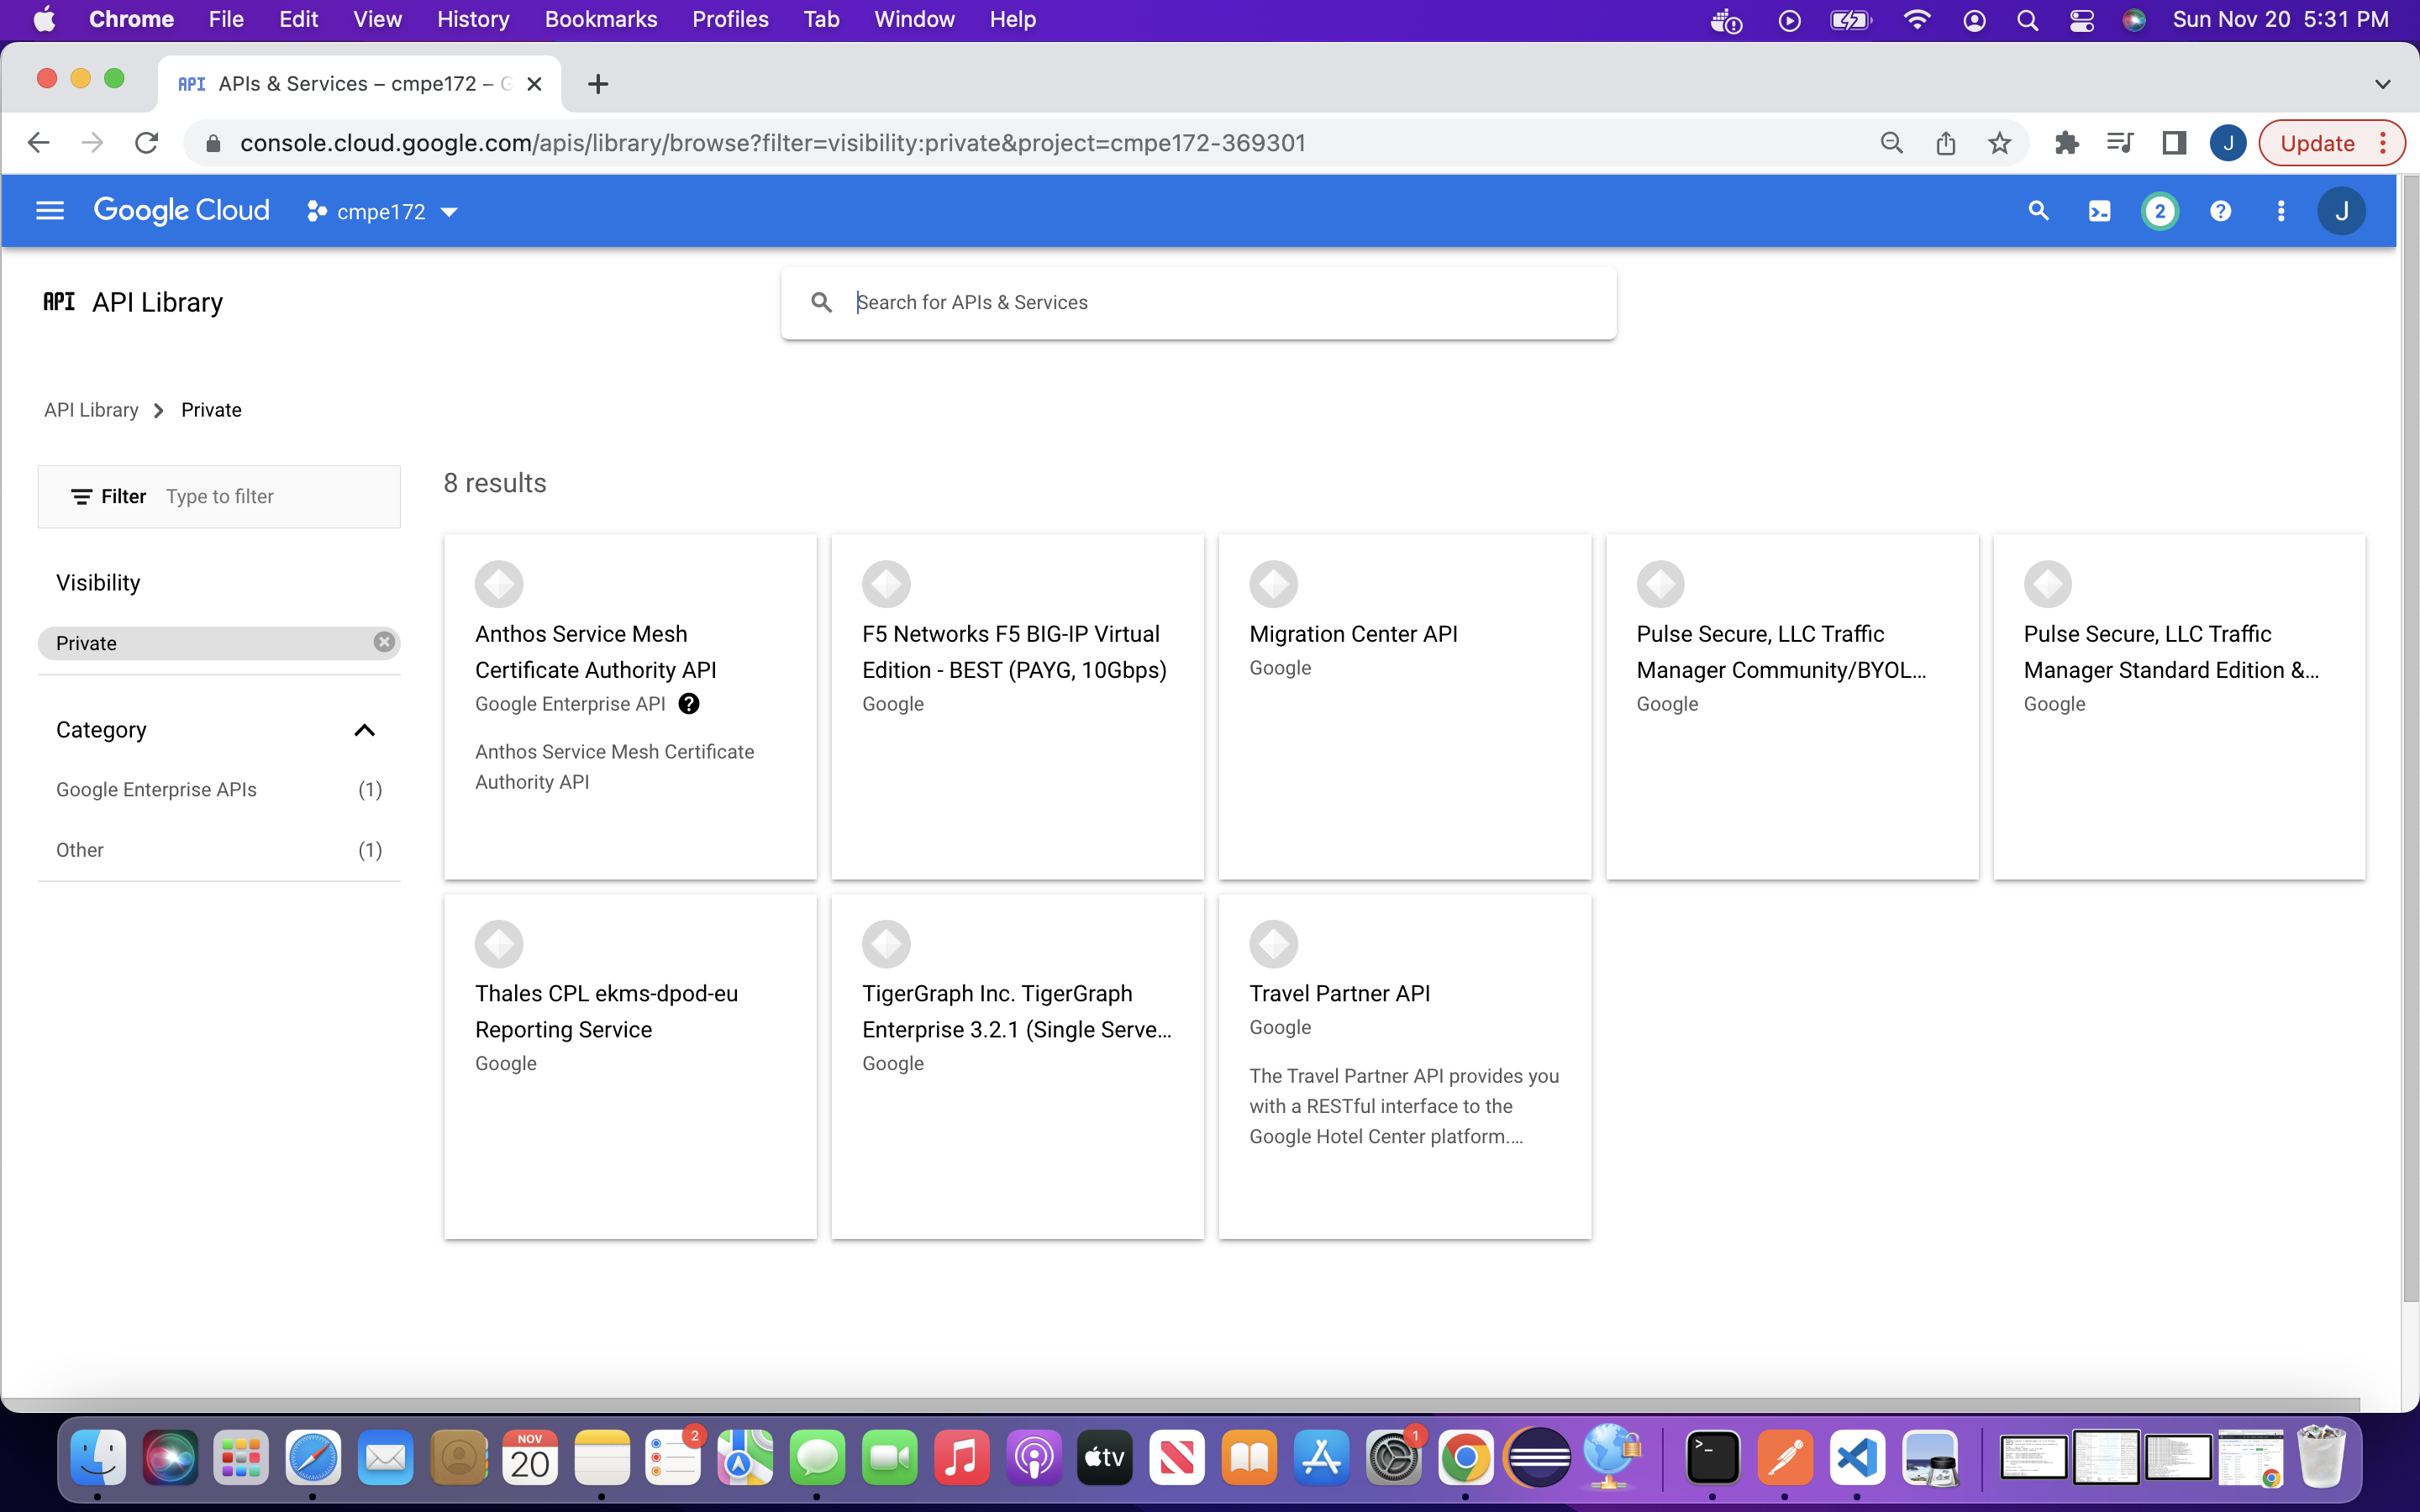 Chrome File Edit View History Bookmarks Profiles Tab Window Help Sun Nov 20 5:31 PM
API APIs & Services – cmpe172 – G
console.cloud.google.com/apis/library/browse?filter=visibility:private&project=cmpe172-369301 J Update
Google Cloud cmpe172 2 ? J
API API Library
Search for APIs & Services
API Library Private
Filter Type to filter
8 results
Visibility
Private
Category
Google Enterprise APIs (1)
Other (1)
Anthos Service Mesh
Certificate Authority API
Google Enterprise API ?
Anthos Service Mesh Certificate
Authority API
F5 Networks F5 BIG-IP Virtual
Edition - BEST (PAYG, 10Gbps)
Google
Migration Center API
Google
Pulse Secure, LLC Traffic
Manager Community/BYOL...
Google
Pulse Secure, LLC Traffic
Manager Standard Edition &...
Google
Thales CPL ekms-dpod-eu
Reporting Service
Google
TigerGraph Inc. TigerGraph
Enterprise 3.2.1 (Single Serve...
Google
Travel Partner API
Google
The Travel Partner API provides you
with a RESTful interface to the
Google Hotel Center platform....
NOV
20
2
tv
1